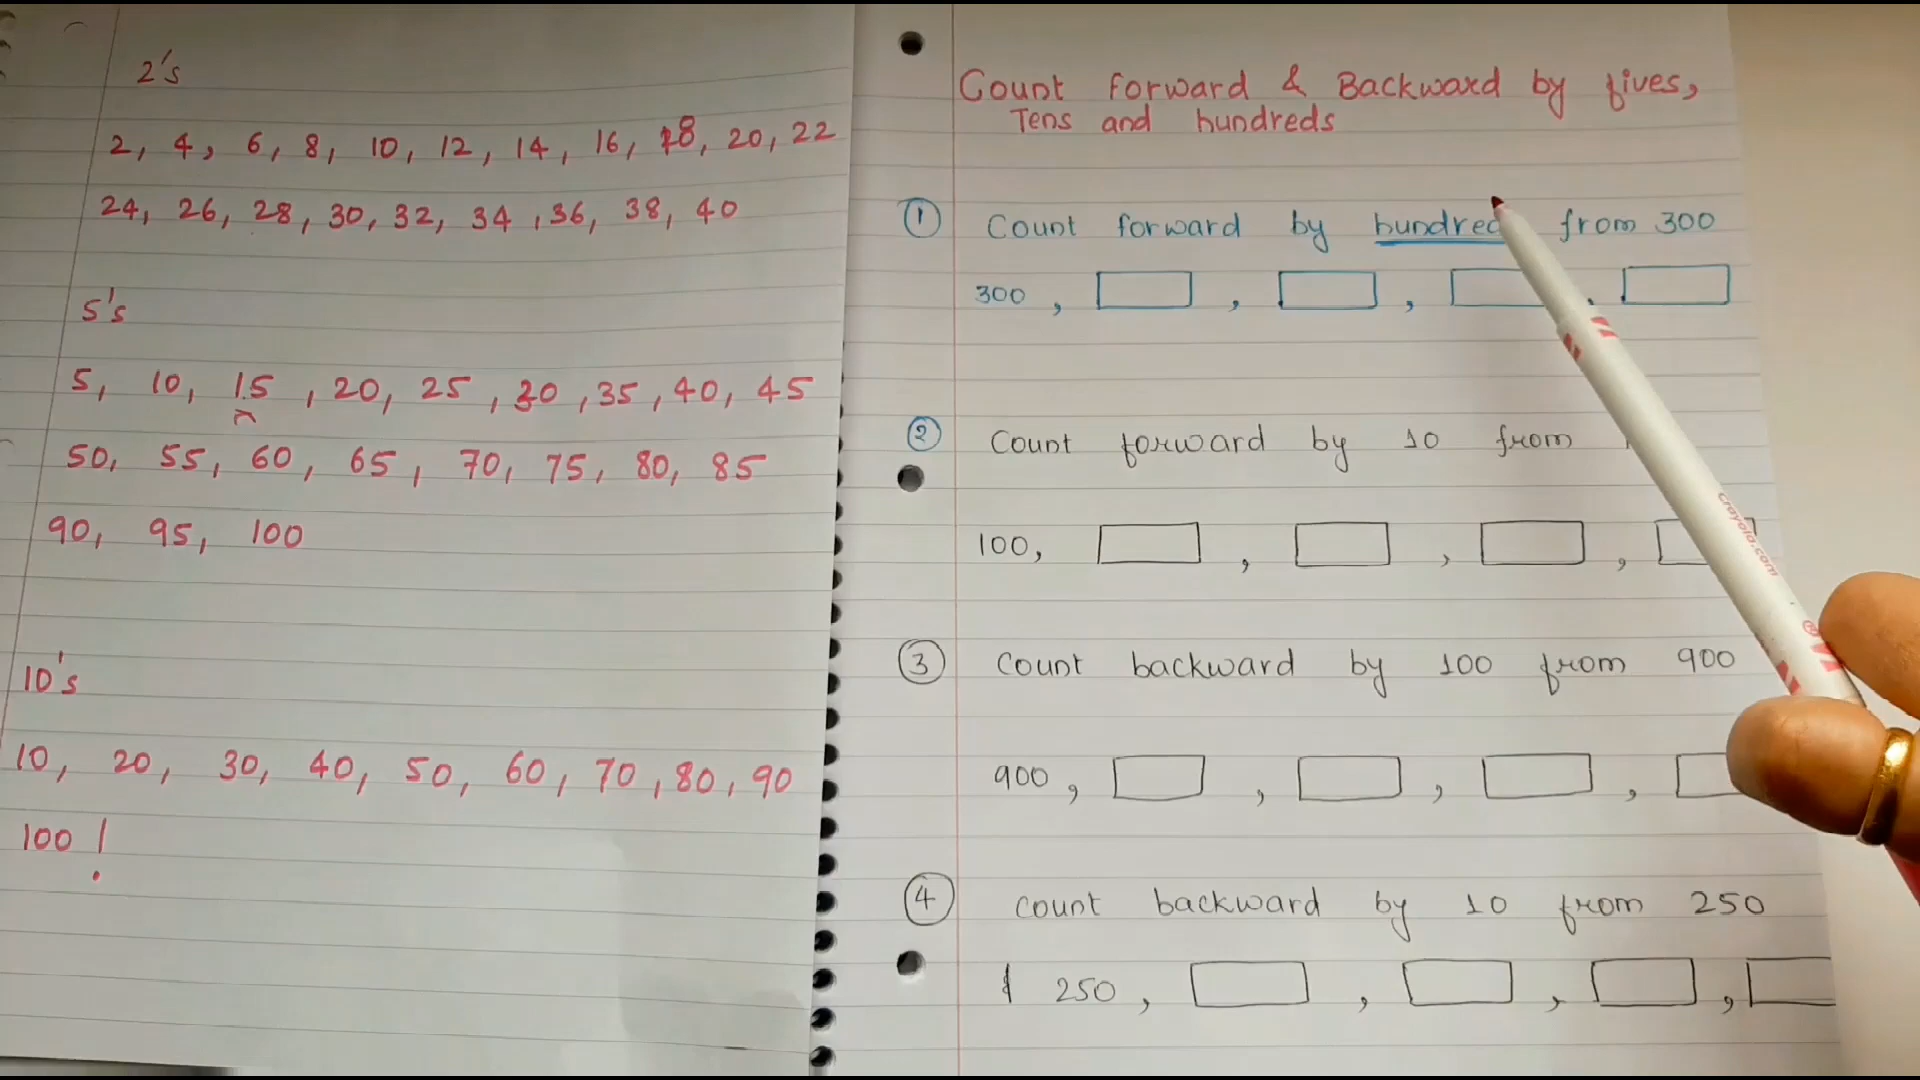 2's
2, 4, 6, 8, 10, 12, 14, 16, 18, 20, 22
24, 26, 28, 30, 32, 34, 36, 38, 40
5's
5, 10, 15, 20, 25, 30, 35, 40, 45
50, 55, 60, 65, 70, 75, 80, 85
90, 95, 100
10's
10, 20, 30, 40, 50, 60, 70, 80, 90
100 !
Count forward & Backward by fives,
Tens and hundreds
① Count forward by hundred from 300
300, , , ,
② Count forward by 10 from
100, , , ,
③ Count backward by 100 from 900
900, , , ,
④ Count backward by 10 from 250
250, , , ,
crayola.com